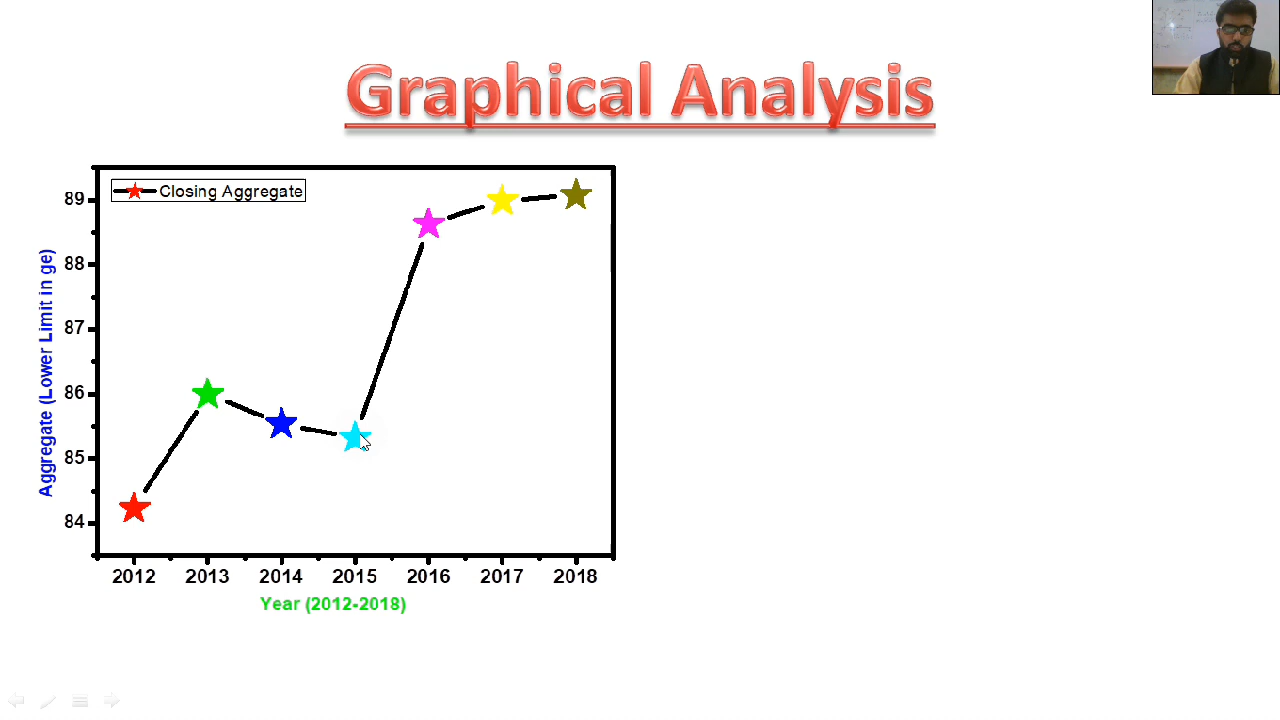 Graphical Analysis
Closing Aggregate
89
88
87
86
85
84
Aggregate (Lower Limit in ge)
2012 2013 2014 2015 2016 2017 2018
Year (2012-2018)